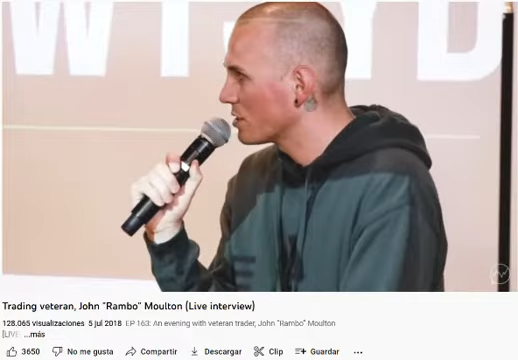 Trading veteran, John "Rambo" Moulton (Live interview)
128.065 visualizaciones 5 jul 2018 EP 163: An evening with veteran trader, John "Rambo" Moulton
[LIVE ...más
3650 No me gusta Compartir Descargar Clip Guardar ...